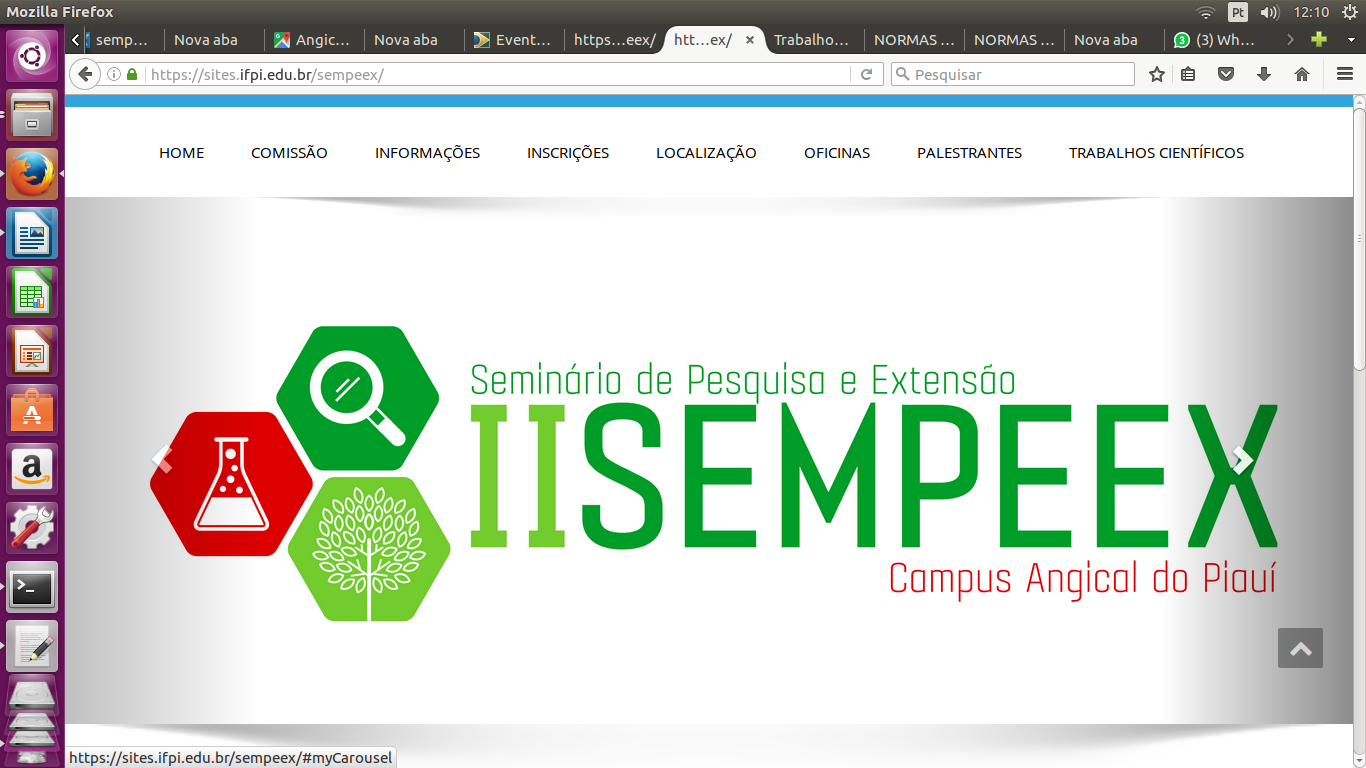 Mozilla Firefox
Pt
12:10
semp...
Nova aba
Angic...
Nova aba
Event...
https...eex/
htt...ex/
Trabalho...
NORMAS ...
NORMAS ...
Nova aba
(3) Wh...
https://sites.ifpi.edu.br/sempeex/
Pesquisar
HOME
COMISSÃO
INFORMAÇÕES
INSCRIÇÕES
LOCALIZAÇÃO
OFICINAS
PALESTRANTES
TRABALHOS CIENTÍFICOS
Seminário de Pesquisa e Extensão
IISEMPEEX
Campus Angical do Piauí
https://sites.ifpi.edu.br/sempeex/#myCarousel